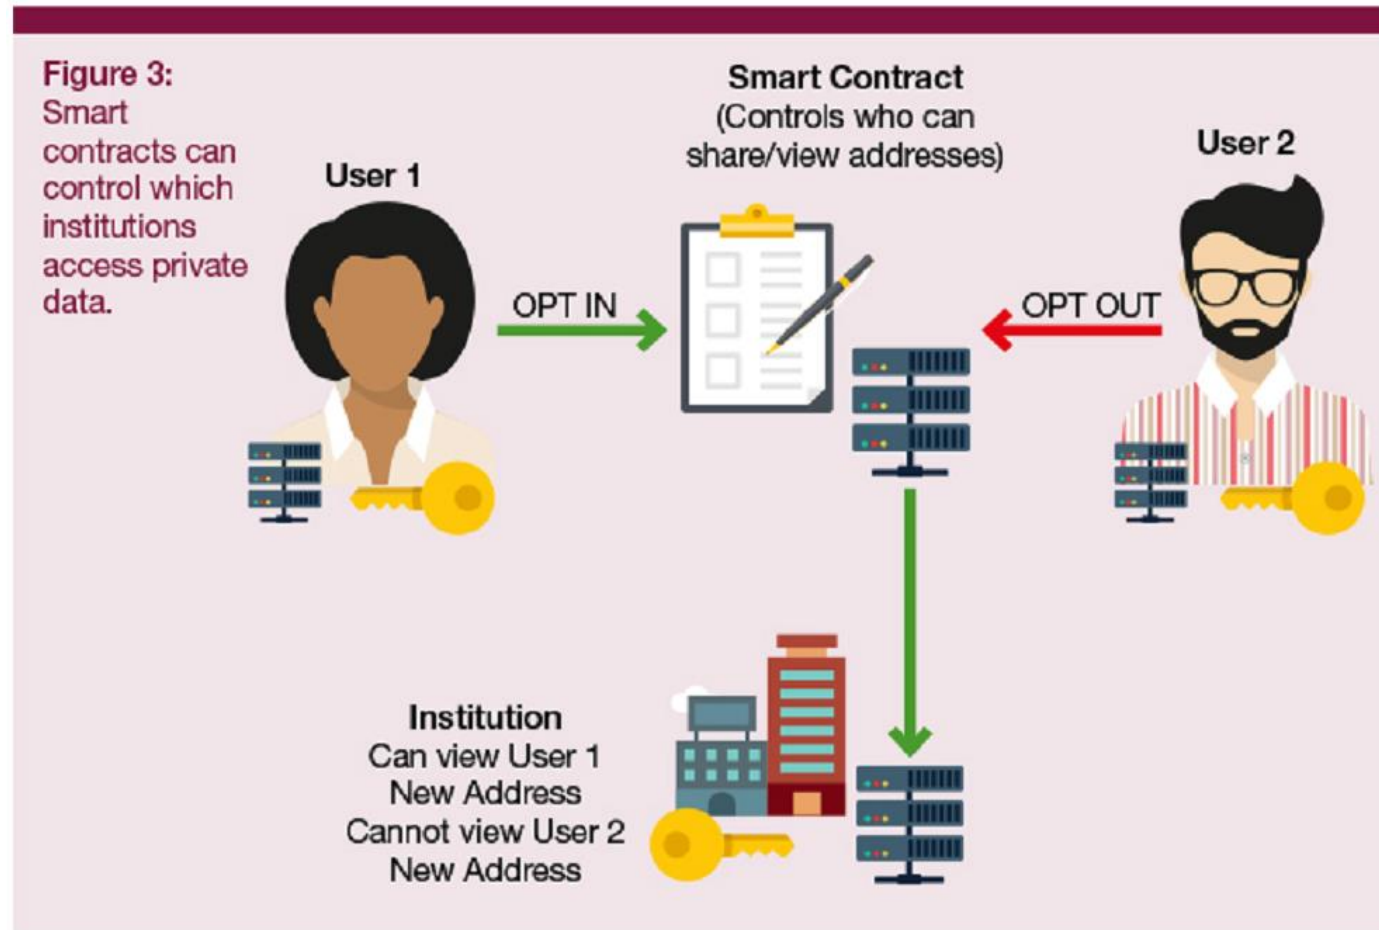 Figure 3:
Smart
contracts can
control which
institutions
access private
data.
User 1
Smart Contract
(Controls who can
share/view addresses)
User 2
OPT IN
OPT OUT
Institution
Can view User 1
New Address
Cannot view User 2
New Address